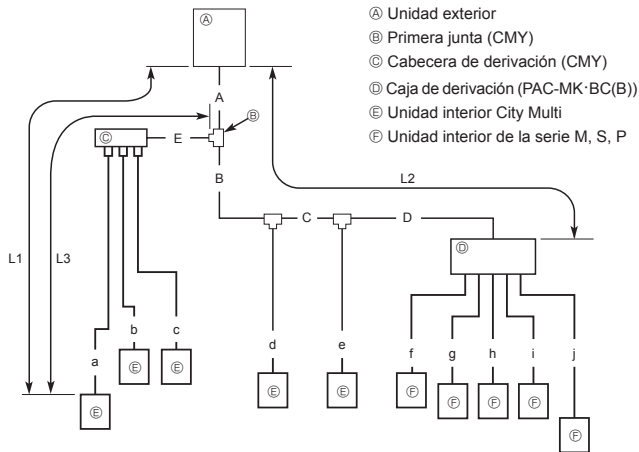 Ⓐ Unidad exterior
Ⓑ Primera junta (CMY)
Ⓒ Cabecera de derivación (CMY)
Ⓓ Caja de derivación (PAC-MK·BC(B))
Ⓔ Unidad interior City Multi
Ⓕ Unidad interior de la serie M, S, P
Ⓐ
A
Ⓑ
Ⓒ
E
B
L2
C
D
Ⓓ
L1
L3
a
b
c
d
e
f
g
h
i
j
Ⓔ
Ⓔ
Ⓔ
Ⓔ
Ⓔ
Ⓕ
Ⓕ
Ⓕ
Ⓕ
Ⓕ